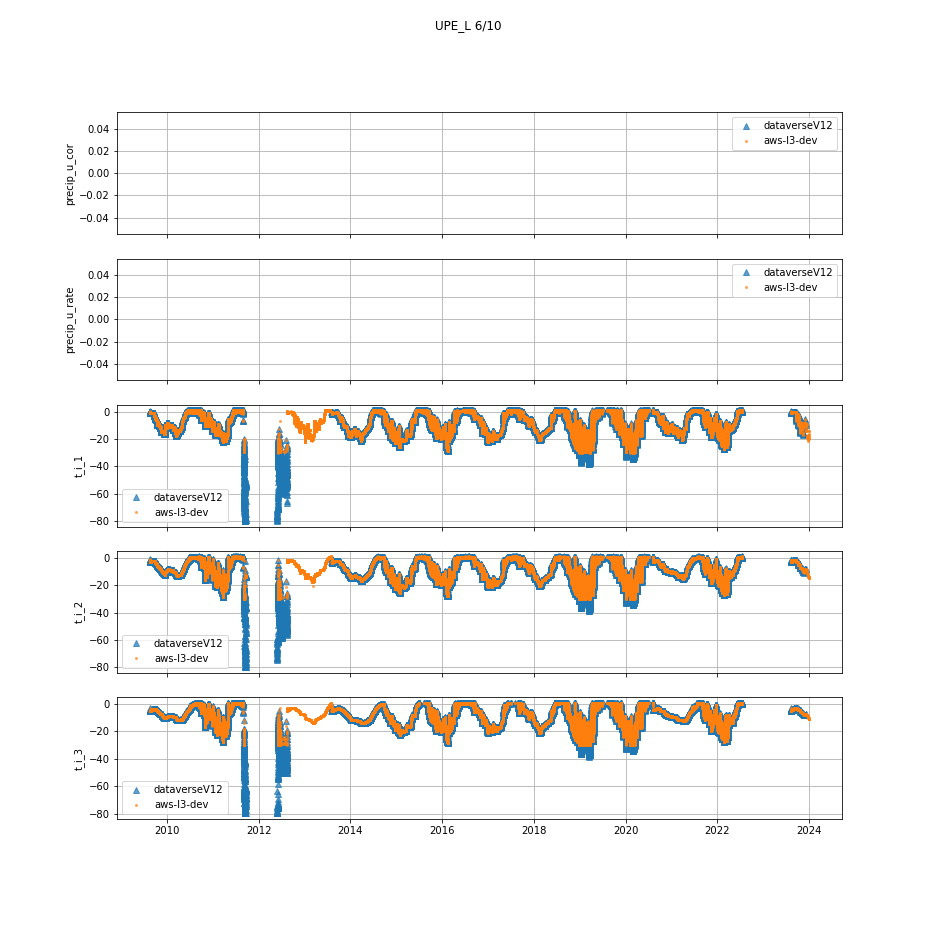 UPE_L 6/10
precip_u_cor
0.04
0.02
0.00
−0.02
−0.04
dataverseV12
aws-l3-dev
precip_u_rate
0.04
0.02
0.00
−0.02
−0.04
dataverseV12
aws-l3-dev
t_i_1
0
−20
−40
−60
−80
dataverseV12
aws-l3-dev
t_i_2
0
−20
−40
−60
−80
dataverseV12
aws-l3-dev
t_i_3
0
−20
−40
−60
−80
dataverseV12
aws-l3-dev
2010 2012 2014 2016 2018 2020 2022 2024